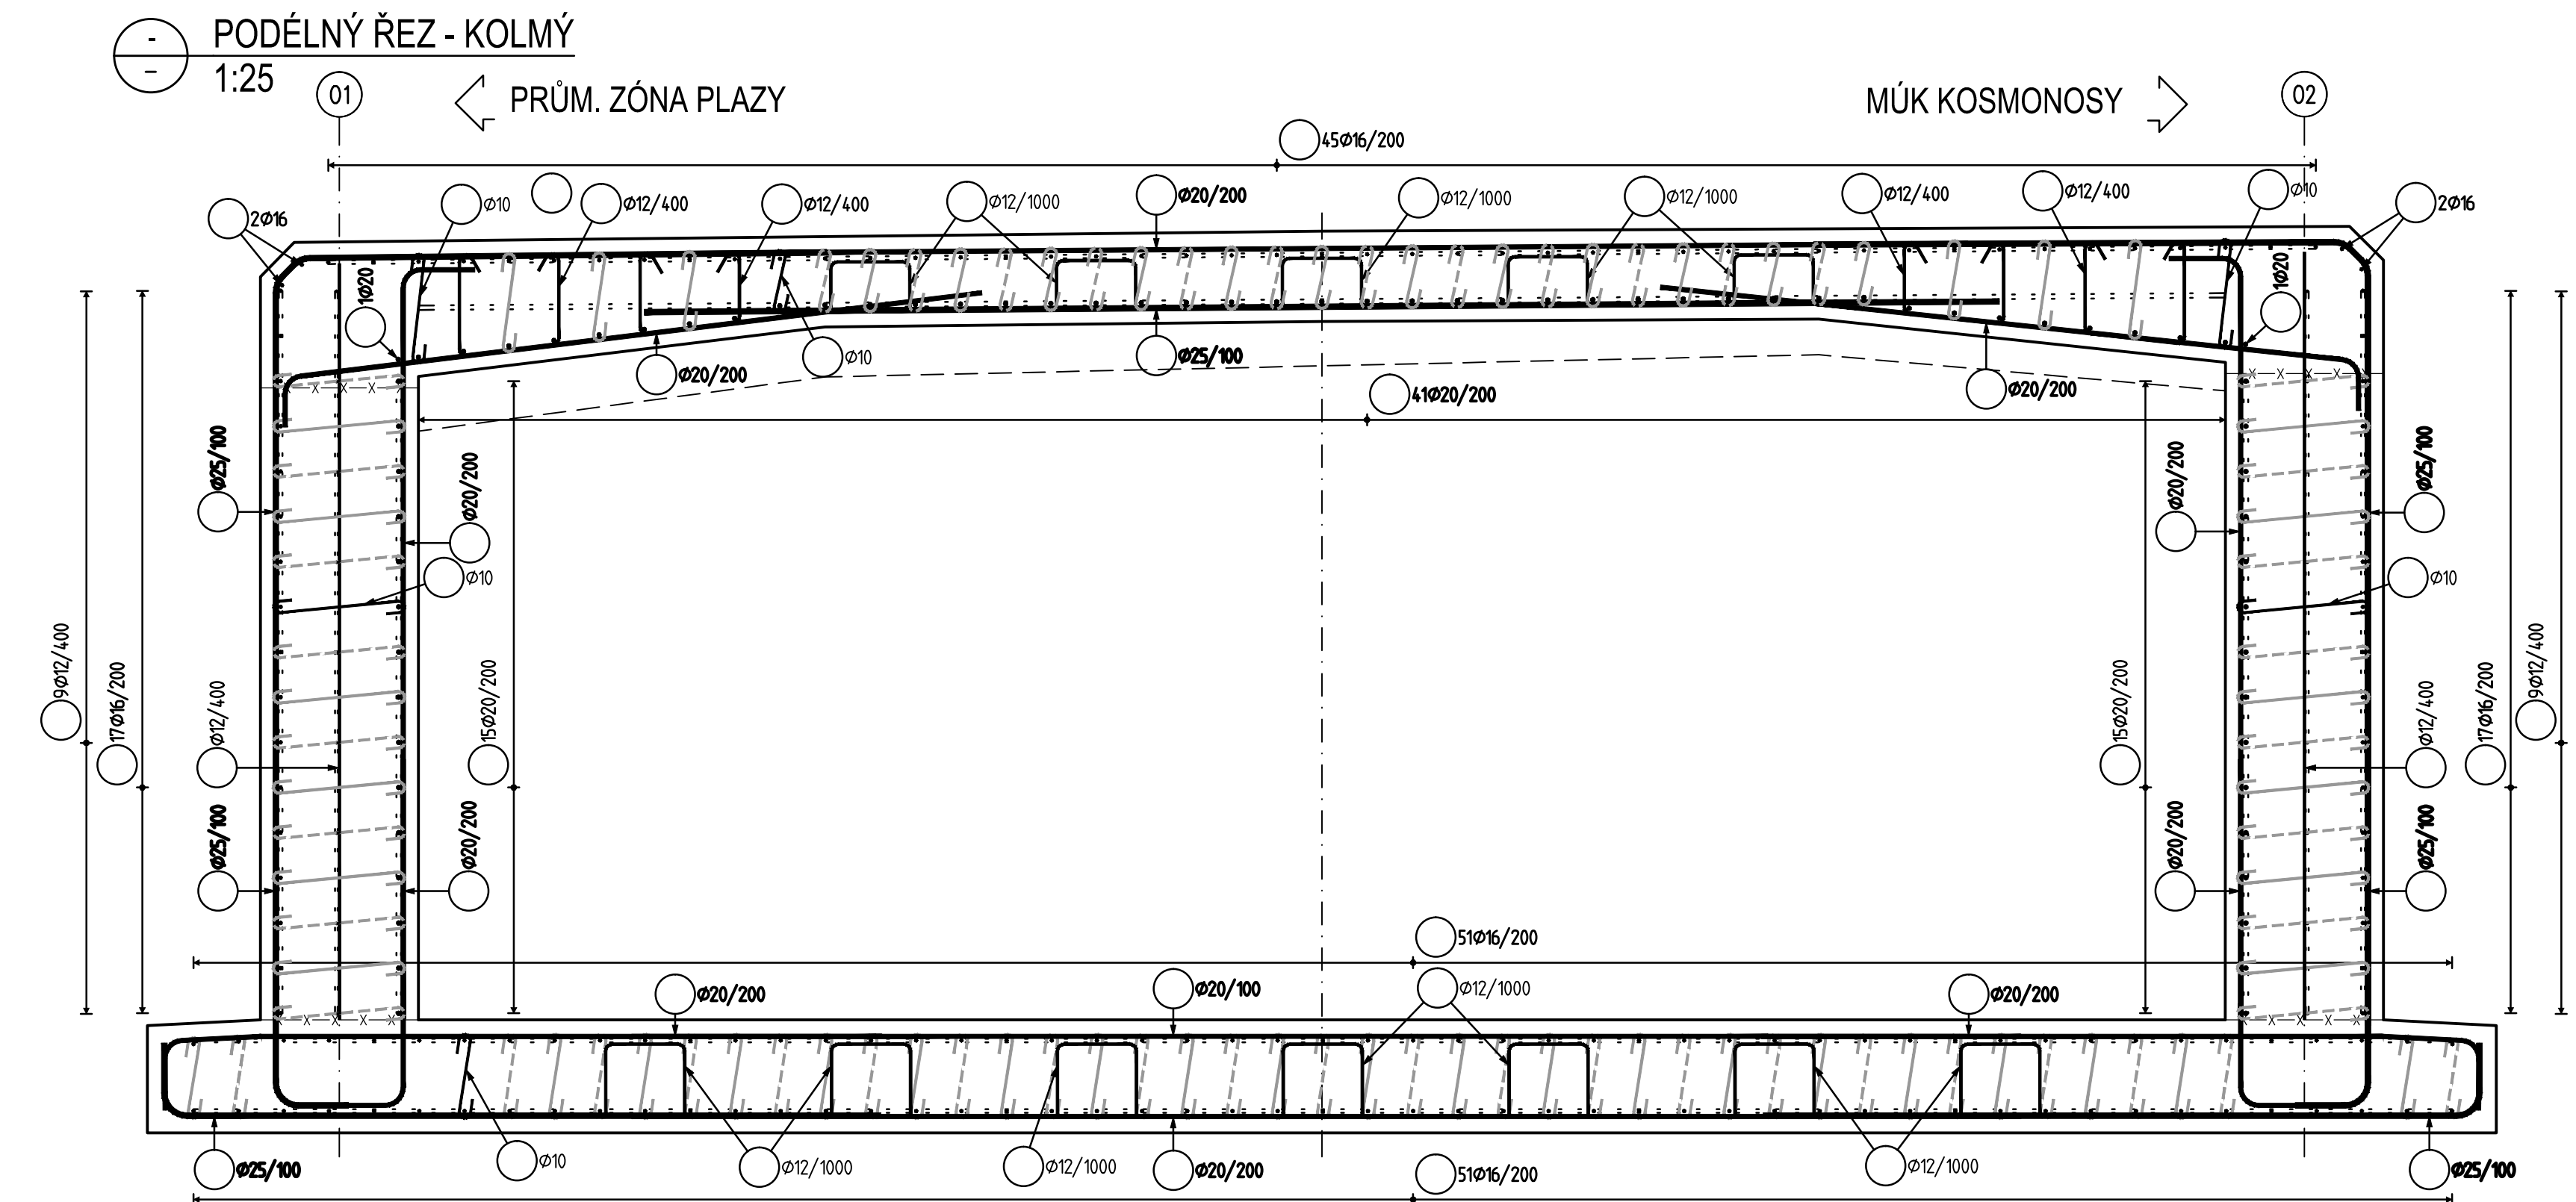 -
PODÉLNÝ ŘEZ - KOLMÝ
-
1:25
01
PRŮM. ZÓNA PLAZY
MÚK KOSMONOSY
02
45Ø16/200
2Ø16
Ø10
Ø12/400
Ø12/400
Ø12/1000
Ø20/200
Ø12/1000
Ø12/1000
Ø12/400
Ø12/400
Ø10
2Ø16
1Ø20
1Ø20
Ø20/200
Ø10
Ø25/100
41Ø20/200
Ø20/200
X X X
X X X X X
Ø25/100
Ø20/200
Ø20/200
Ø25/100
Ø10
Ø10
9Ø12/400
17Ø16/200
Ø12/400
15Ø20/200
15Ø20/200
Ø12/400
17Ø16/200
9Ø12/400
Ø25/100
Ø20/200
Ø20/200
Ø25/100
51Ø16/200
Ø20/200
Ø20/100
Ø12/1000
Ø20/200
X X X X X
X X X X X
Ø25/100
Ø10
Ø12/1000
Ø12/1000
Ø20/200
51Ø16/200
Ø12/1000
Ø25/100